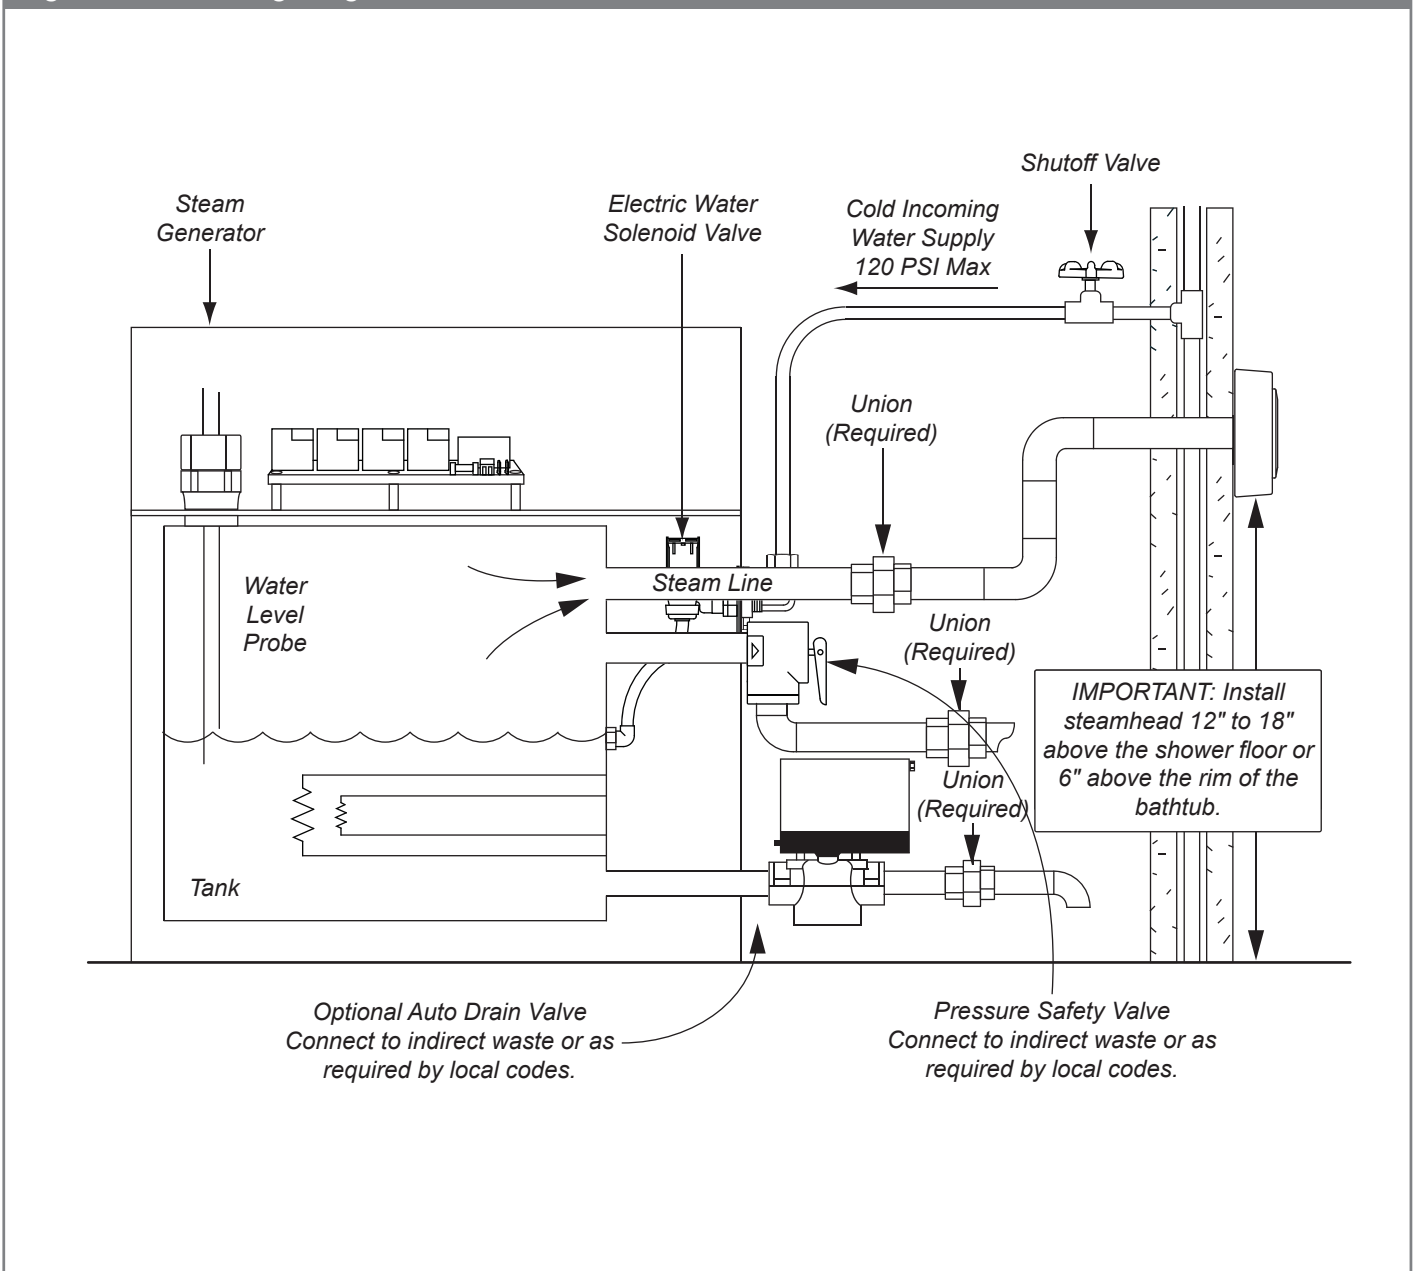 Shutoff Valve
Steam
Generator
Electric Water
Solenoid Valve
Cold Incoming
Water Supply
120 PSI Max
Union
(Required)
Water
Level
Probe
Steam Line
Union
(Required)
IMPORTANT: Install
steamhead 12" to 18"
above the shower floor or
6" above the rim of the
bathtub.
Union
(Required)
Tank
Optional Auto Drain Valve
Connect to indirect waste or as
required by local codes.
Pressure Safety Valve
Connect to indirect waste or as
required by local codes.